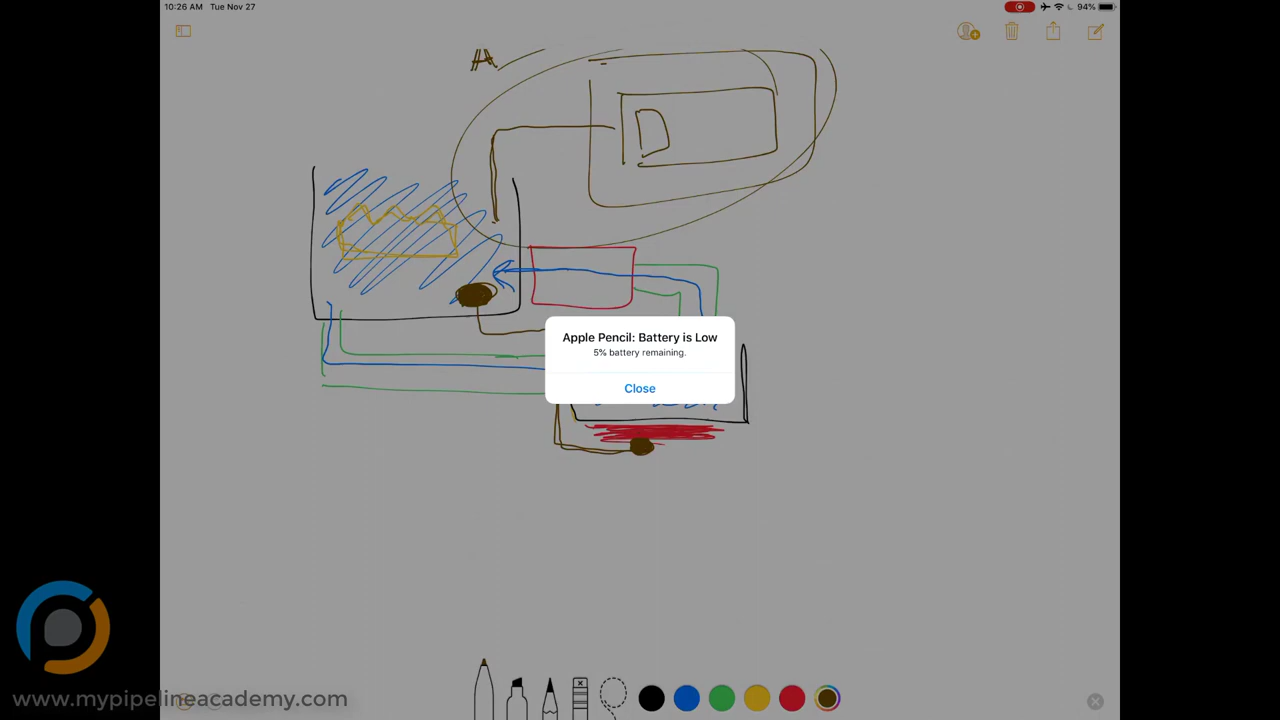 10:26 AM Tue Nov 27
94%
A
D
Apple Pencil: Battery is Low
5% battery remaining.
Close
www.mypipelineacademy.com